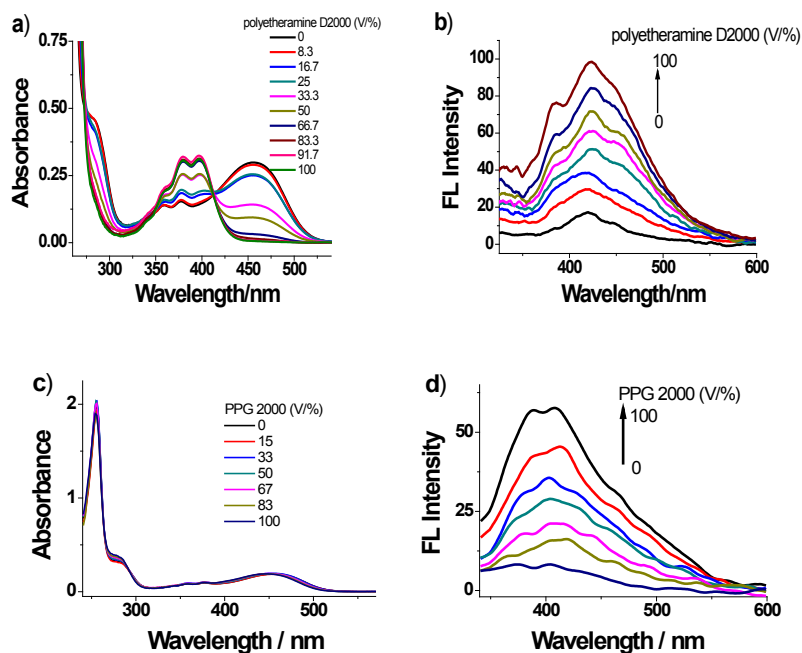 a)
polyetheramine D2000 (V/%)
0
8.3
16.7
25
33.3
50
66.7
83.3
91.7
100
0.75
0.50
0.25
0.00
Absorbance
300 350 400 450 500
Wavelength/nm
b)
polyetheramine D2000 (V/%)
100
0
100
80
60
40
20
0
FL Intensity
400 500 600
Wavelength/nm
c)
PPG 2000 (V/%)
0
15
33
50
67
83
100
2
1
0
Absorbance
300 400 500
Wavelength / nm
d)
PPG 2000 (V/%)
100
0
50
25
0
FL Intensity
400 500 600
Wavelength / nm